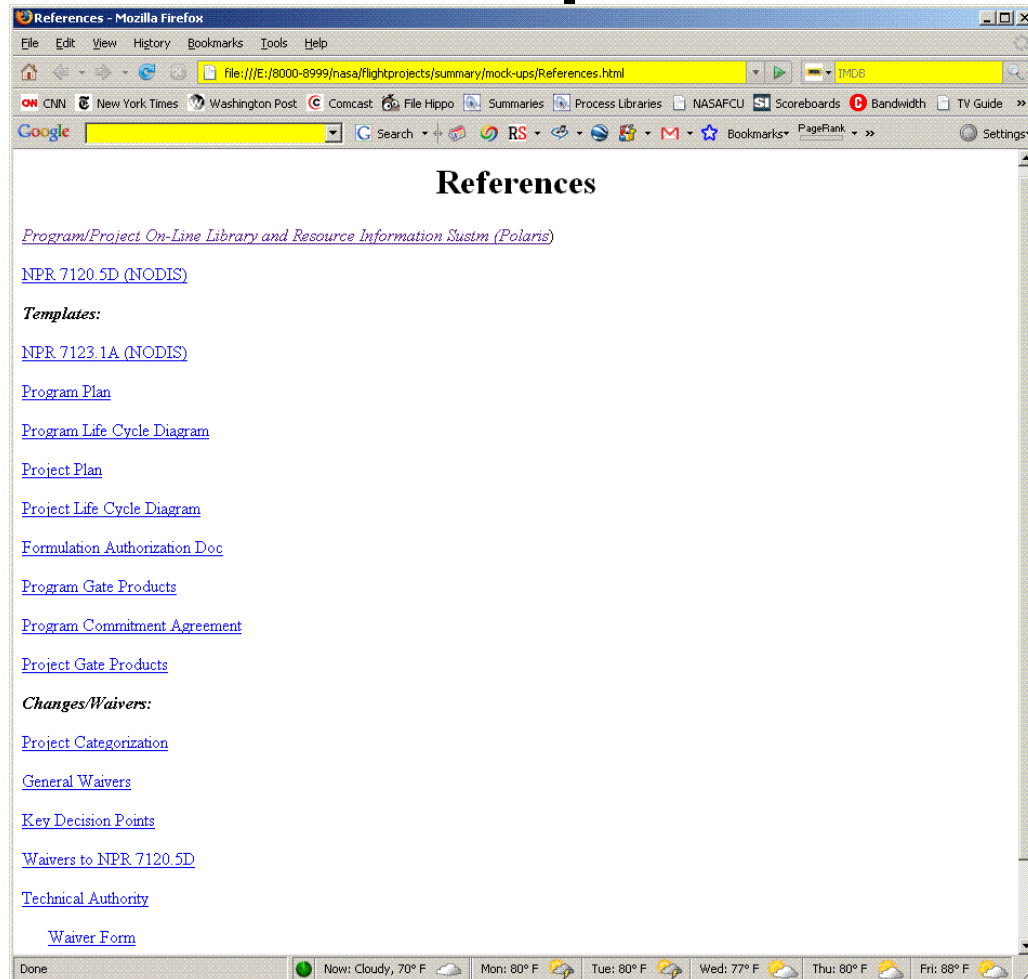 References - Mozilla Firefox
File Edit View History Bookmarks Tools Help
file:///E:/8000-8999/nasa/flightprojects/summary/mock-ups/References.html IMDB
CNN New York Times Washington Post Comcast File Hippo Summaries Process Libraries NASAFCU Scoreboards Bandwidth TV Guide »
Google Search RS Bookmarks PageRank » Settings
References
Program/Project On-Line Library and Resource Information Sustm (Polaris)
NPR 7120.5D (NODIS)
Templates:
NPR 7123.1A (NODIS)
Program Plan
Program Life Cycle Diagram
Project Plan
Project Life Cycle Diagram
Formulation Authorization Doc
Program Gate Products
Program Commitment Agreement
Project Gate Products
Changes/Waivers:
Project Categorization
General Waivers
Key Decision Points
Waivers to NPR 7120.5D
Technical Authority
Waiver Form
Done Now: Cloudy, 70° F Mon: 80° F Tue: 80° F Wed: 77° F Thu: 80° F Fri: 88° F